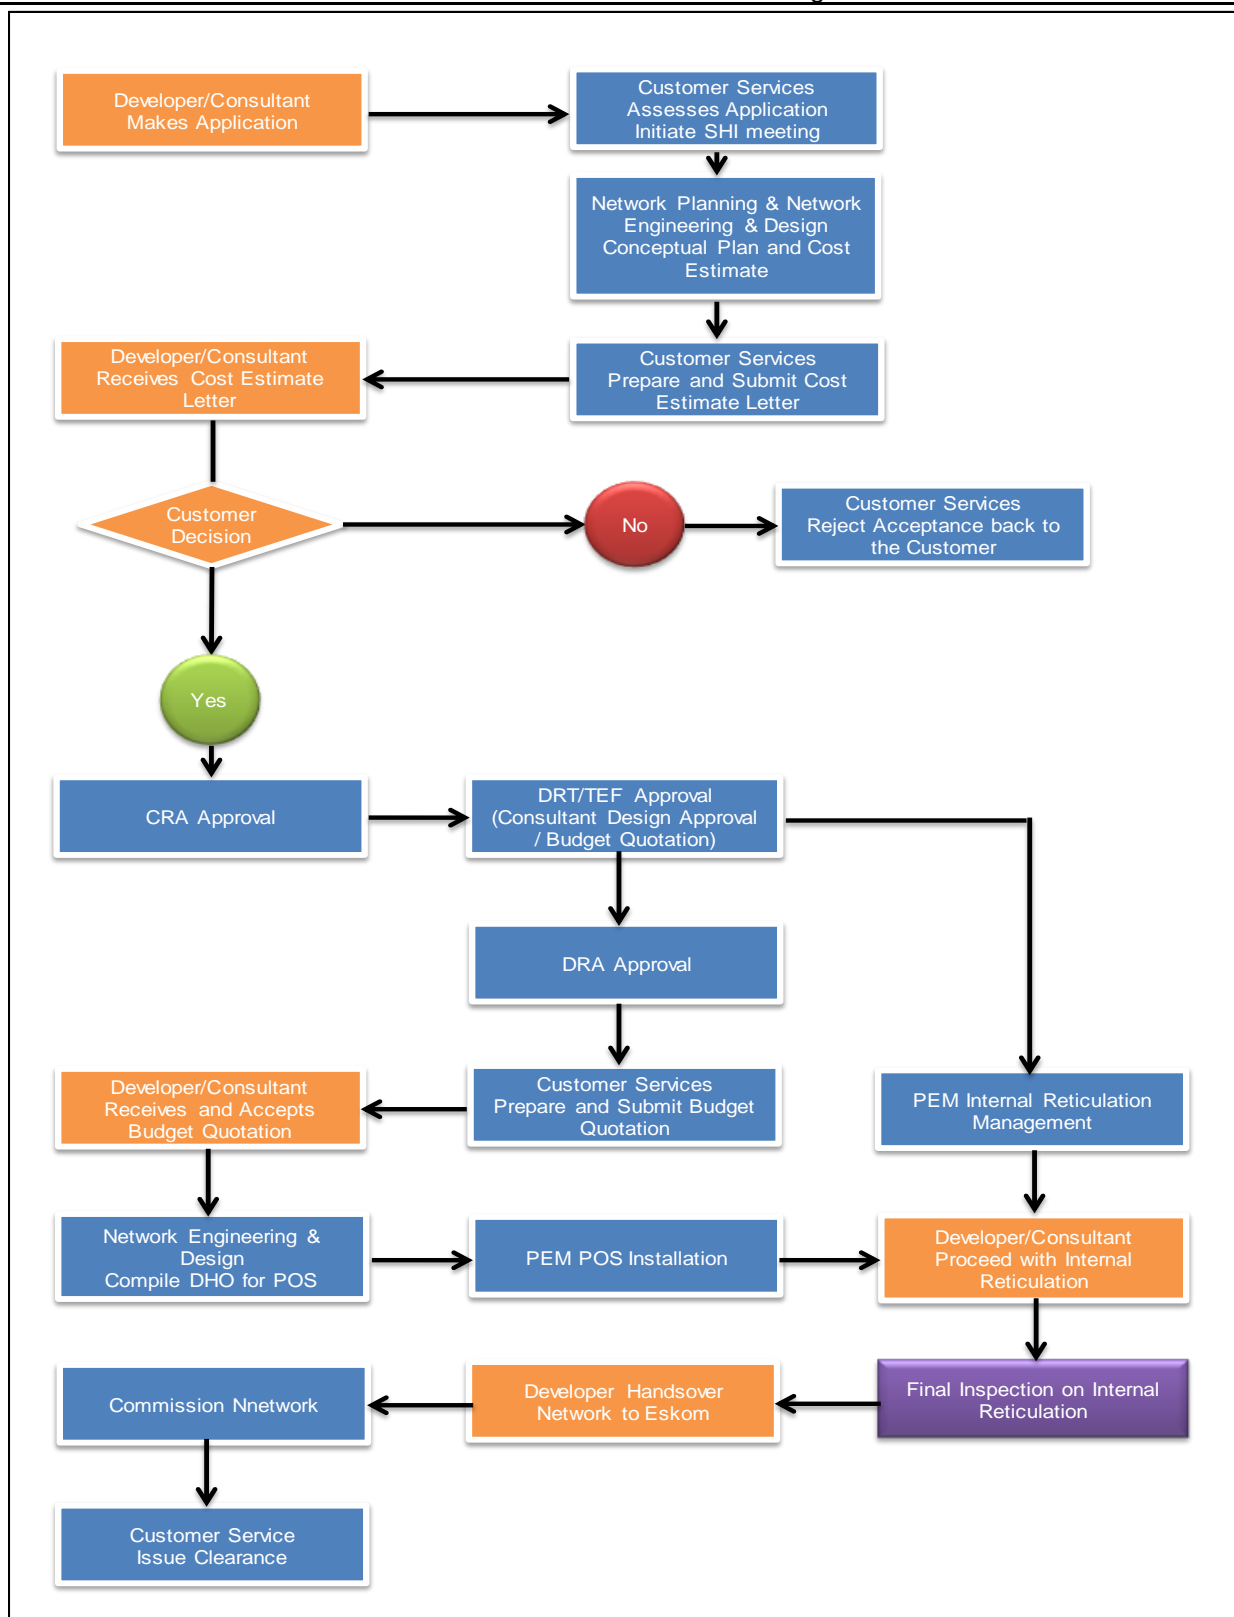 Developer/Consultant
Makes Application
Customer Services
Assesses Application
Initiate SHI meeting
Network Planning & Network
Engineering & Design
Conceptual Plan and Cost
Estimate
Developer/Consultant
Receives Cost Estimate
Letter
Customer Services
Prepare and Submit Cost
Estimate Letter
Customer
Decision
No
Customer Services
Reject Acceptance back to
the Customer
Yes
CRA Approval
DRT/TEF Approval
(Consultant Design Approval
/ Budget Quotation)
DRA Approval
Developer/Consultant
Receives and Accepts
Budget Quotation
Customer Services
Prepare and Submit Budget
Quotation
PEM Internal Reticulation
Management
Network Engineering &
Design
Compile DHO for POS
PEM POS Installation
Developer/Consultant
Proceed with Internal
Reticulation
Commission Nnetwork
Developer Handsover
Network to Eskom
Final Inspection on Internal
Reticulation
Customer Service
Issue Clearance